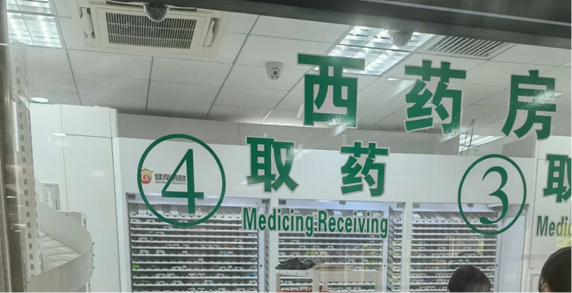 西药房
④ 取药 ③ 取
Medicing Receiving Medic